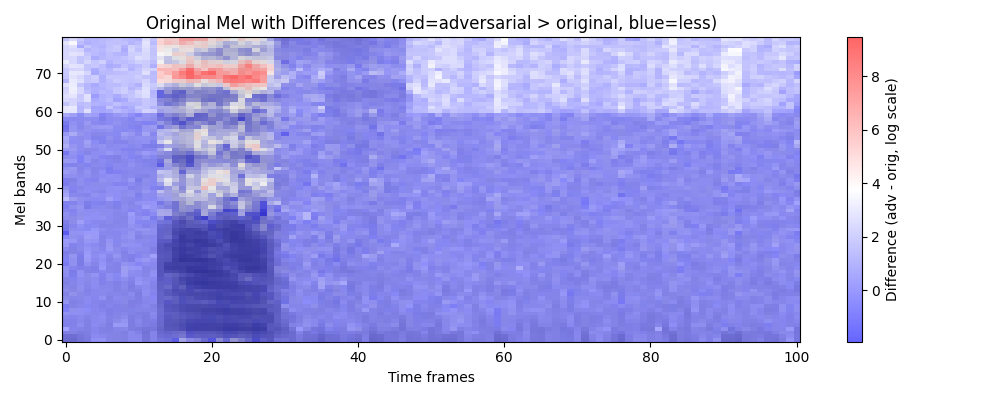 Original Mel with Differences (red=adversarial > original, blue=less)
Mel bands
70
60
50
40
30
20
10
0
0 20 40 60 80 100
Time frames
8
6
4
2
0
Difference (adv - orig, log scale)